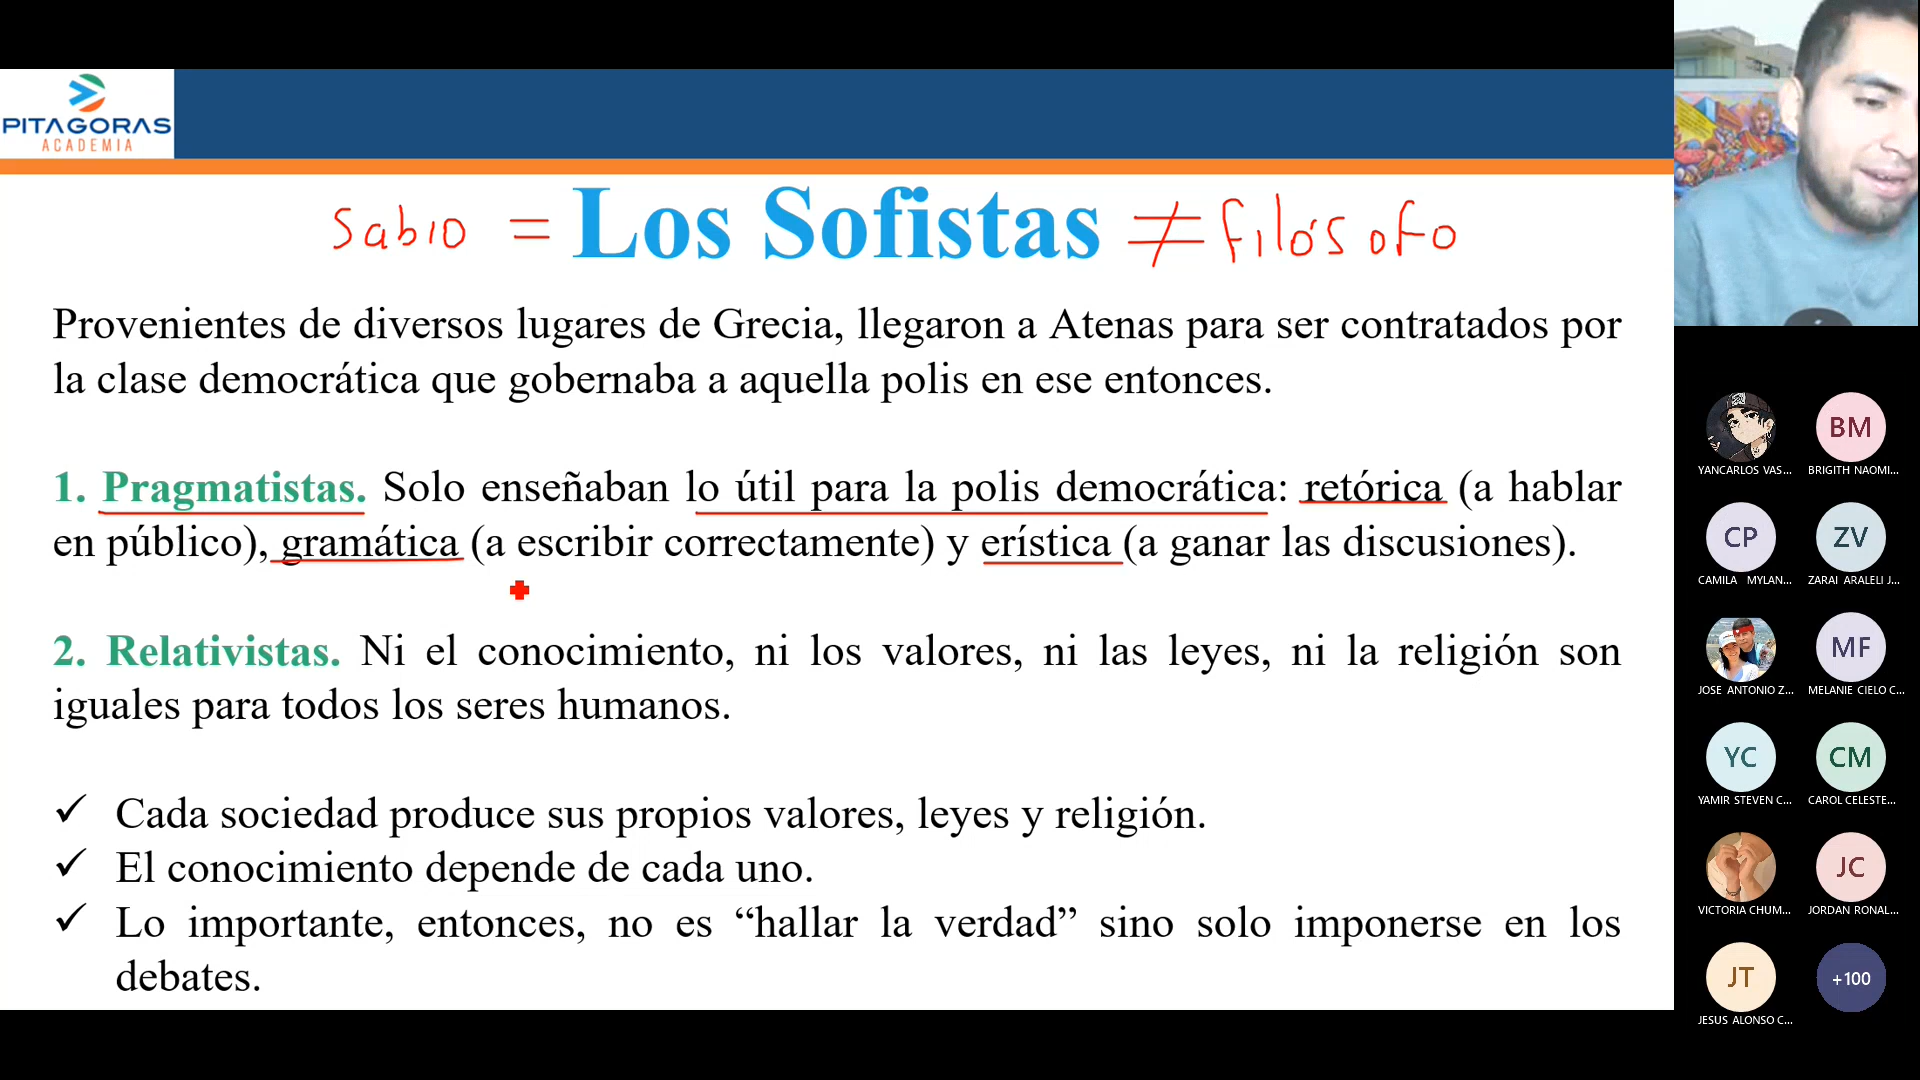 PITAGORAS
ACADEMIA
Sabio = Los Sofistas ≠ filósofo
Provenientes de diversos lugares de Grecia, llegaron a Atenas para ser contratados por
la clase democrática que gobernaba a aquella polis en ese entonces.
1. Pragmatistas. Solo enseñaban lo útil para la polis democrática: retórica (a hablar
en público), gramática (a escribir correctamente) y erística (a ganar las discusiones).
2. Relativistas. Ni el conocimiento, ni los valores, ni las leyes, ni la religión son
iguales para todos los seres humanos.
✓ Cada sociedad produce sus propios valores, leyes y religión.
✓ El conocimiento depende de cada uno.
✓ Lo importante, entonces, no es “hallar la verdad” sino solo imponerse en los
debates.
BM
YANCARLOS VAS... BRIGITH NAOMI...
CP ZV
CAMILA MYLAN... ZARAI ARALELI J...
MF
JOSE ANTONIO Z... MELANIE CIELO C...
YC CM
YAMIR STEVEN C... CAROL CELESTE...
JC
VICTORIA CHUM... JORDAN RONAL...
JT +100
JESUS ALONSO C...